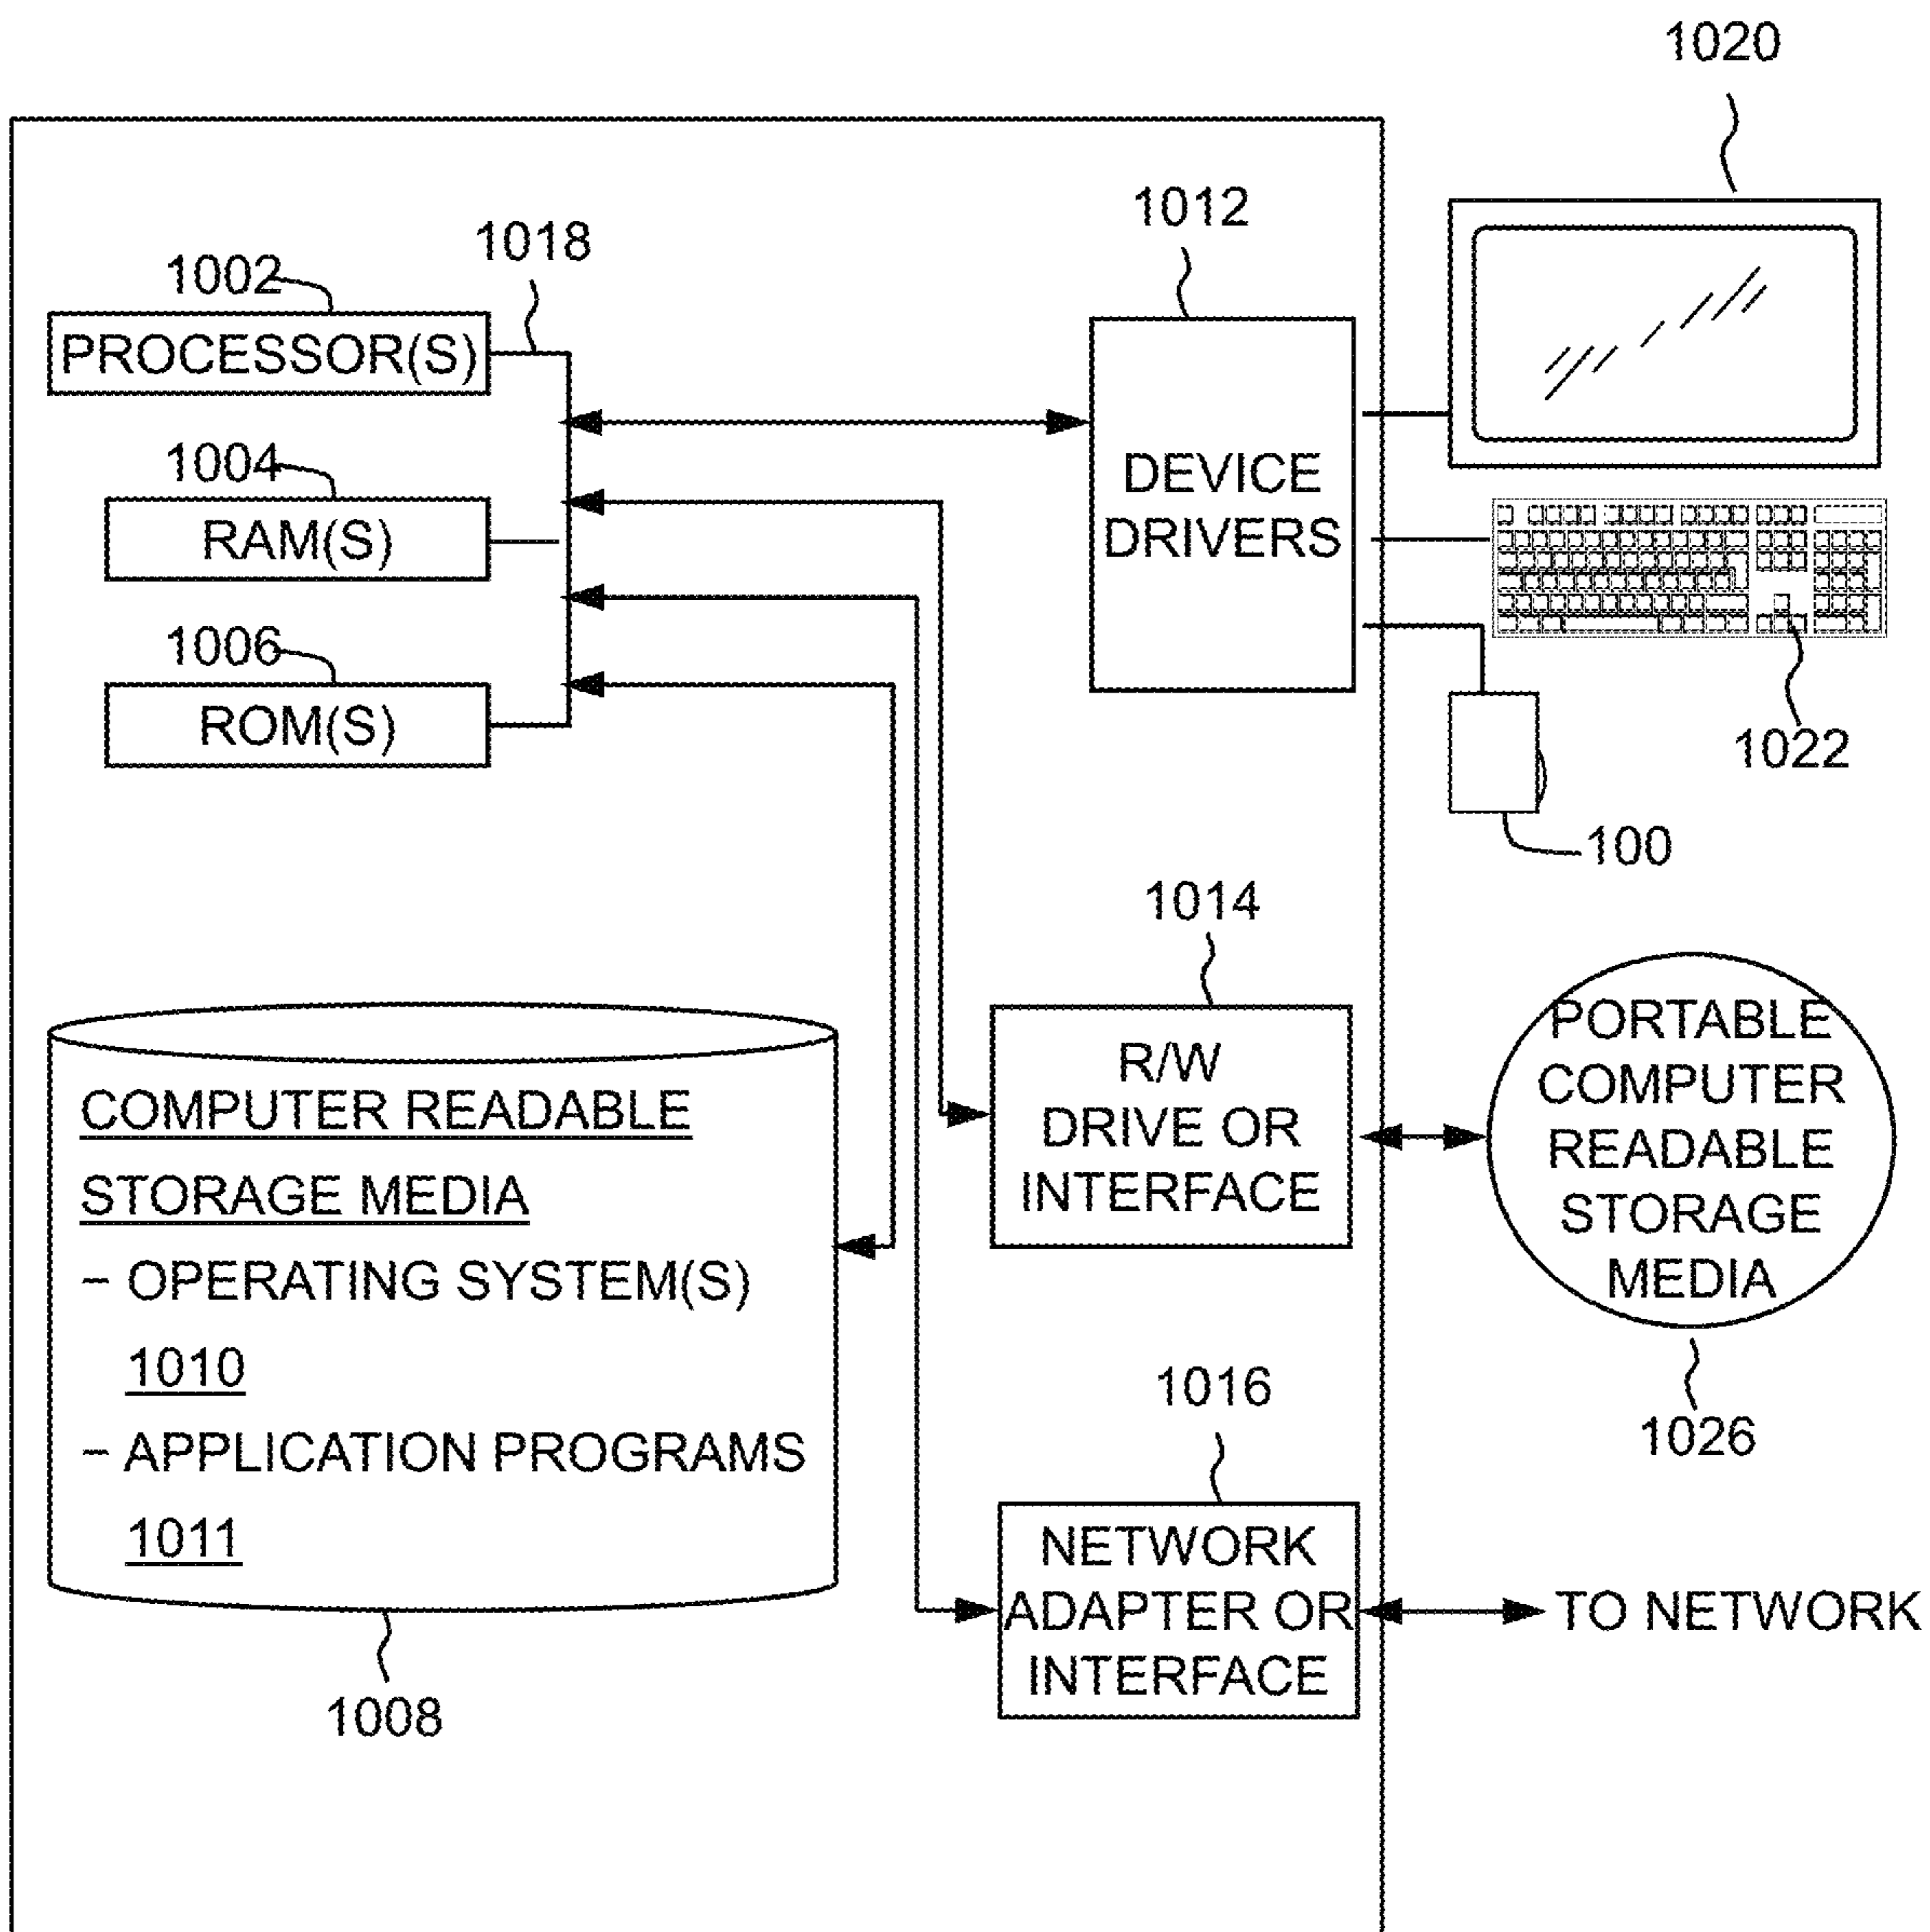 1020
1012
1018
1002
PROCESSOR(S)
1004
RAM(S)
1006
ROM(S)
DEVICE
DRIVERS
1022
100
1014
R/W
DRIVE OR
INTERFACE
PORTABLE
COMPUTER
READABLE
STORAGE
MEDIA
1026
COMPUTER READABLE
STORAGE MEDIA
– OPERATING SYSTEM(S)
1010
– APPLICATION PROGRAMS
1011
1008
1016
NETWORK
ADAPTER OR
INTERFACE
TO NETWORK